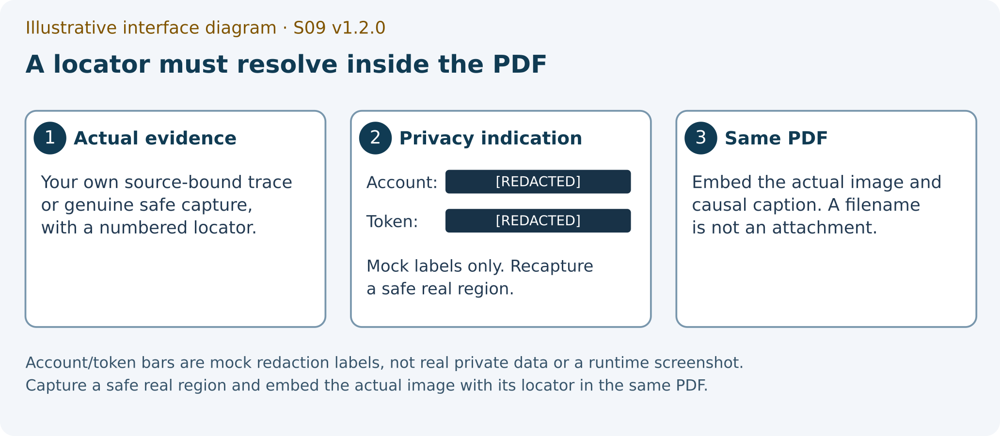 Illustrative interface diagram · S09 v1.2.0
A locator must resolve inside the PDF
1 Actual evidence
Your own source-bound trace
or genuine safe capture,
with a numbered locator.
2 Privacy indication
Account: [REDACTED]
Token: [REDACTED]
Mock labels only. Recapture
a safe real region.
3 Same PDF
Embed the actual image and
causal caption. A filename
is not an attachment.
Account/token bars are mock redaction labels, not real private data or a runtime screenshot.
Capture a safe real region and embed the actual image with its locator in the same PDF.